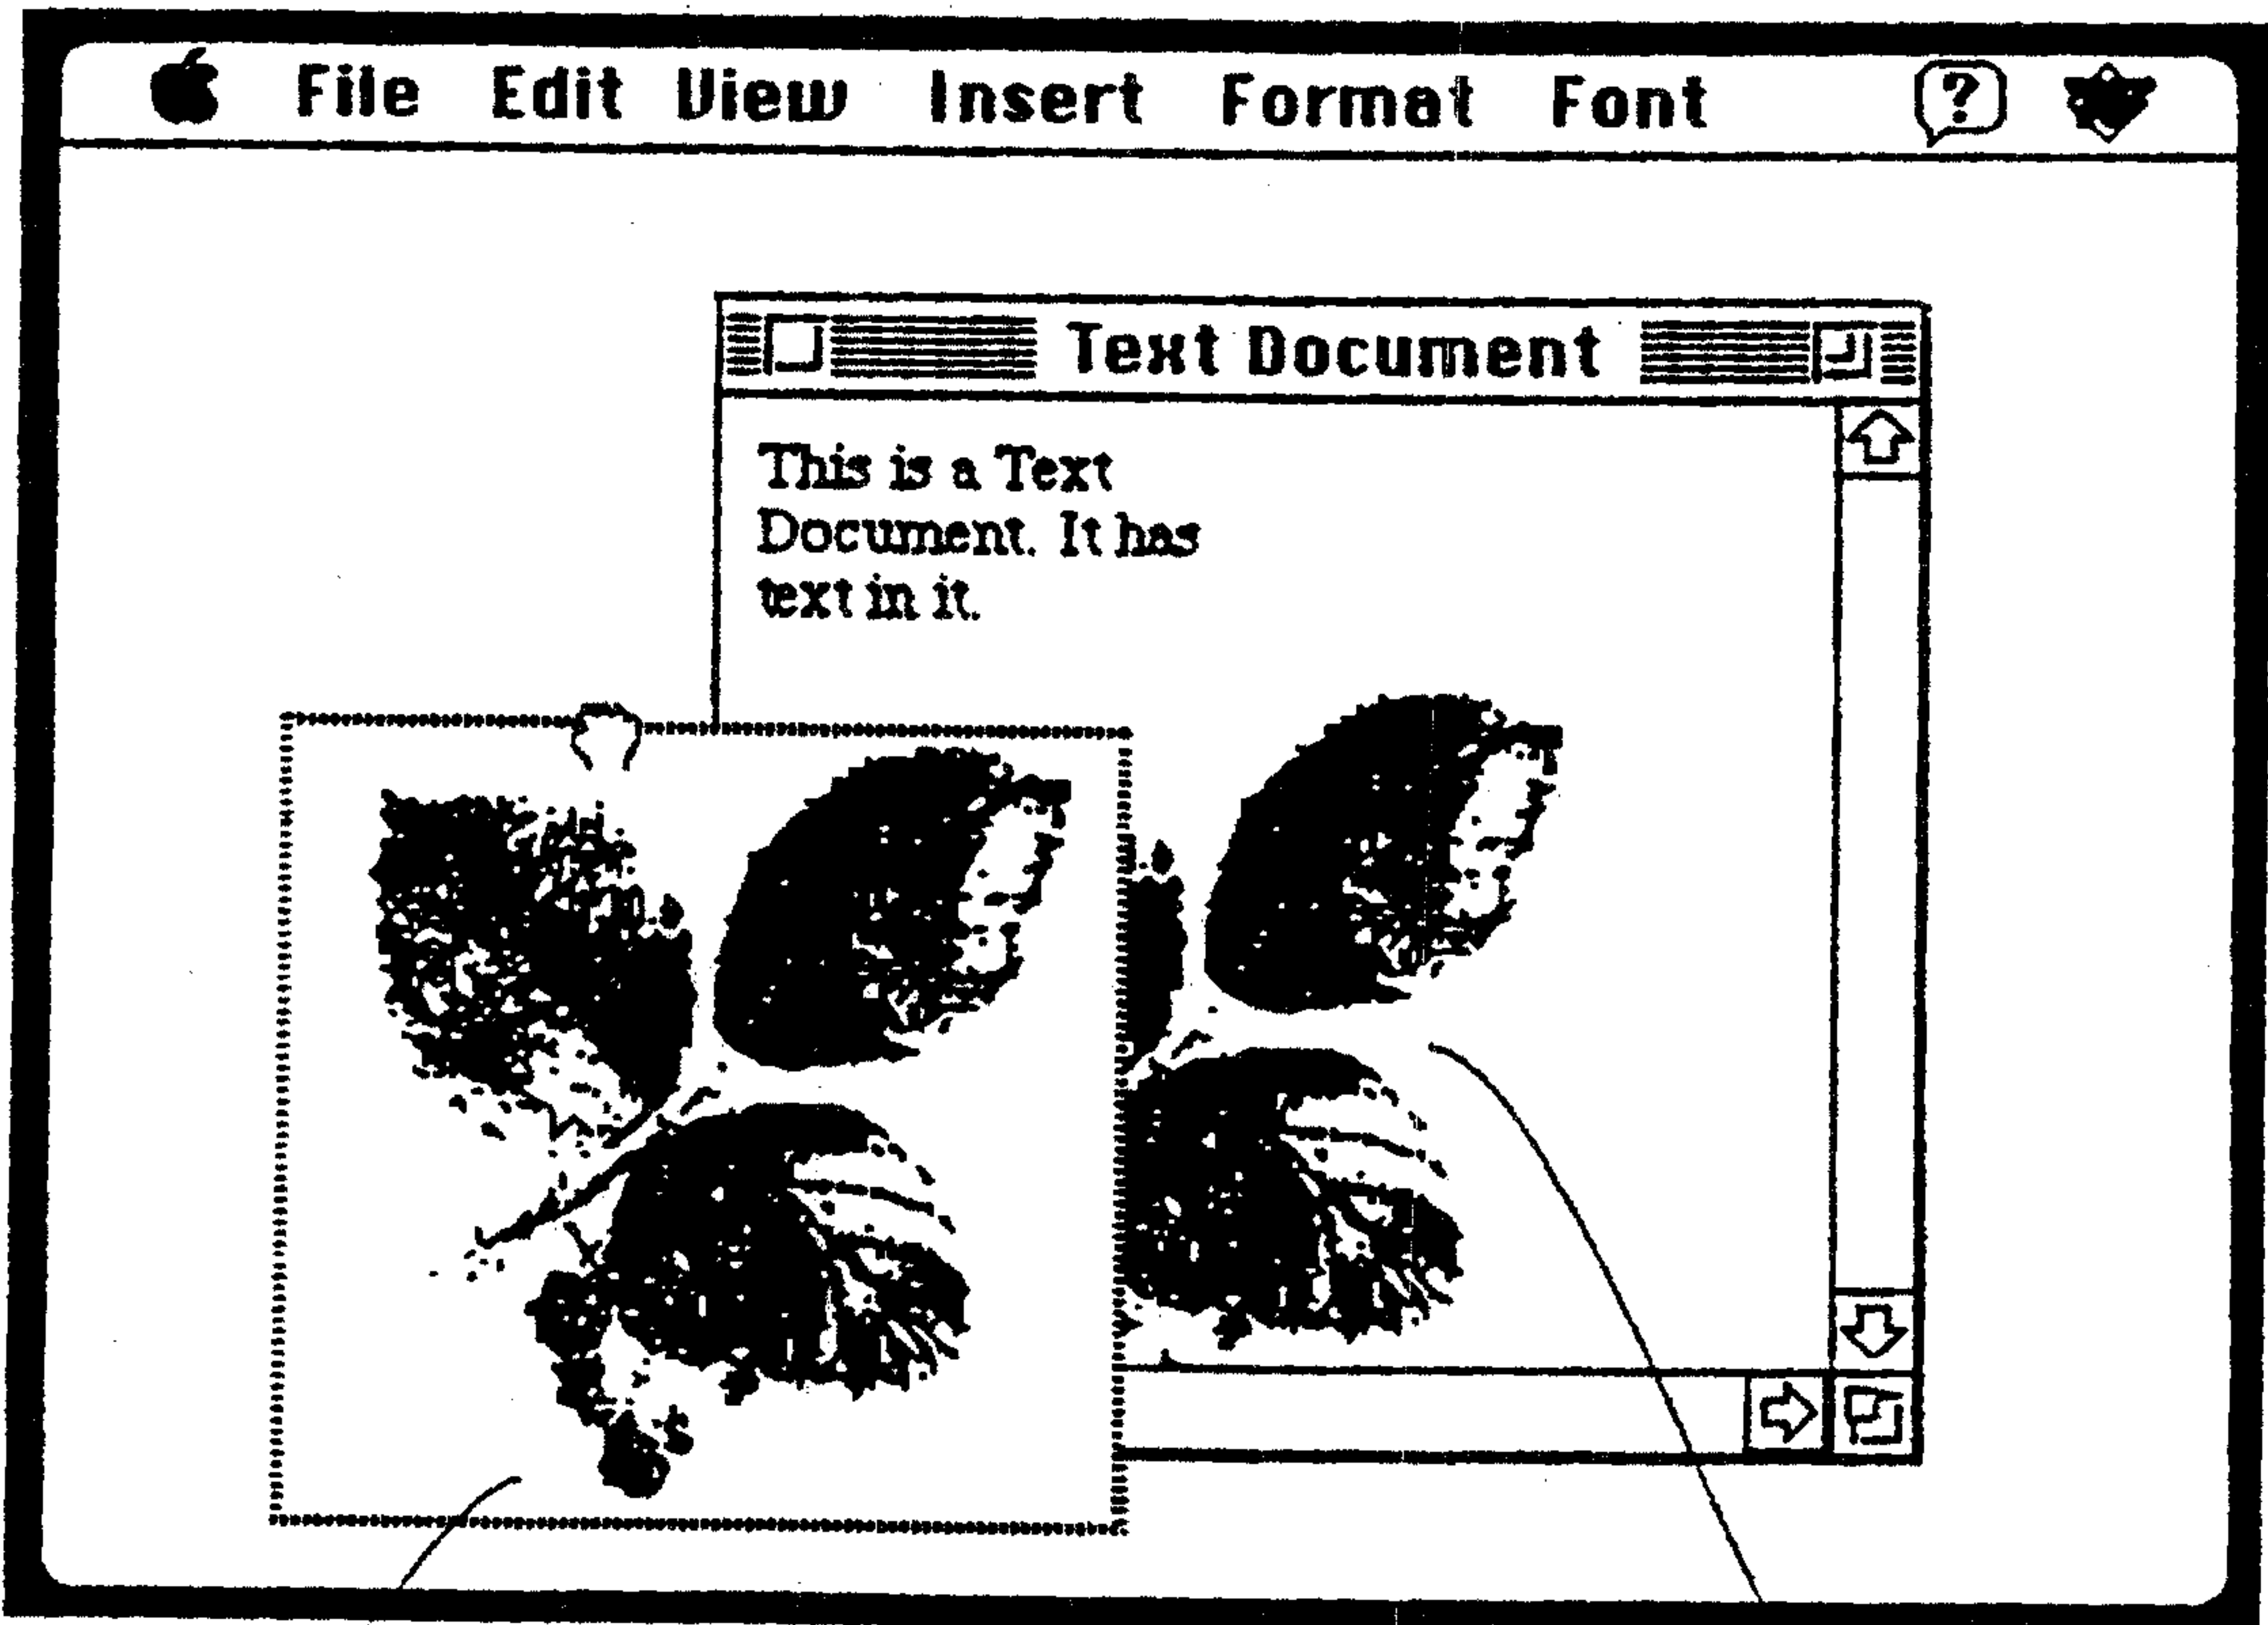 File Edit View Insert Format Font ?
Text Document
This is a Text
Document. It has
text in it.